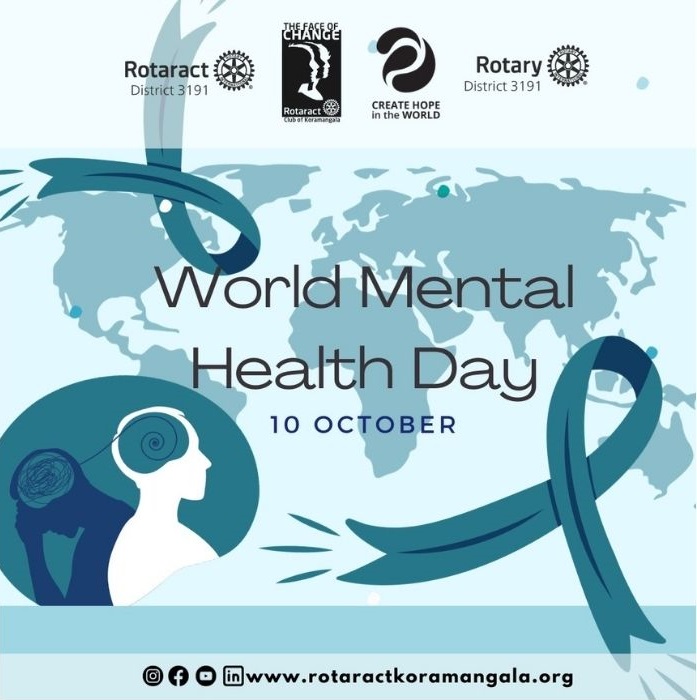 Rotaract
District 3191
THE FACE OF
CHANGE
Rotaract
Club of Koramangala
CREATE HOPE
in the WORLD
Rotary
District 3191
World Mental
Health Day
10 OCTOBER
www.rotaractkoramangala.org